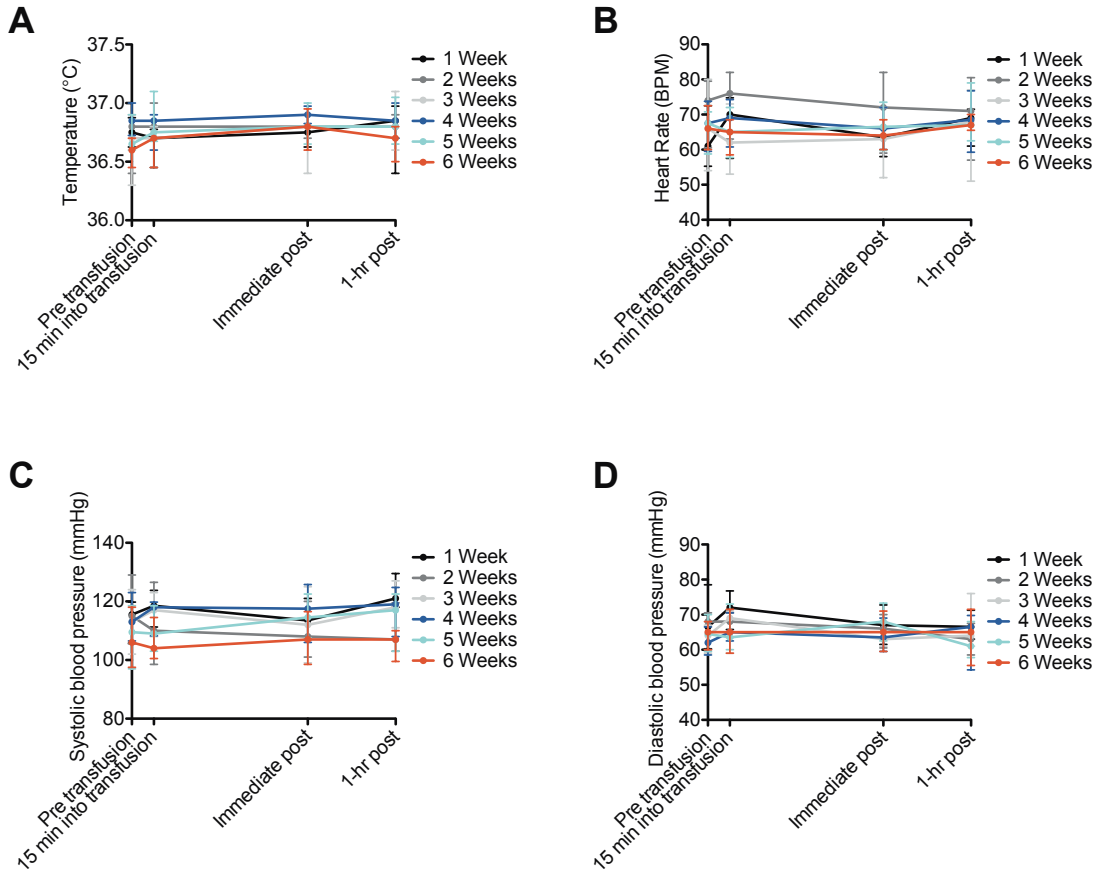 A
Temperature (°C)
37.5
37.0
36.5
36.0
Pre transfusion
15 min into transfusion
Immediate post
1-hr post
1 Week
2 Weeks
3 Weeks
4 Weeks
5 Weeks
6 Weeks
B
Heart Rate (BPM)
90
80
70
60
50
40
Pre transfusion
15 min into transfusion
Immediate post
1-hr post
1 Week
2 Weeks
3 Weeks
4 Weeks
5 Weeks
6 Weeks
C
Systolic blood pressure (mmHg)
140
120
100
80
Pre transfusion
15 min into transfusion
Immediate post
1-hr post
1 Week
2 Weeks
3 Weeks
4 Weeks
5 Weeks
6 Weeks
D
Diastolic blood pressure (mmHg)
90
80
70
60
50
40
Pre transfusion
15 min into transfusion
Immediate post
1-hr post
1 Week
2 Weeks
3 Weeks
4 Weeks
5 Weeks
6 Weeks